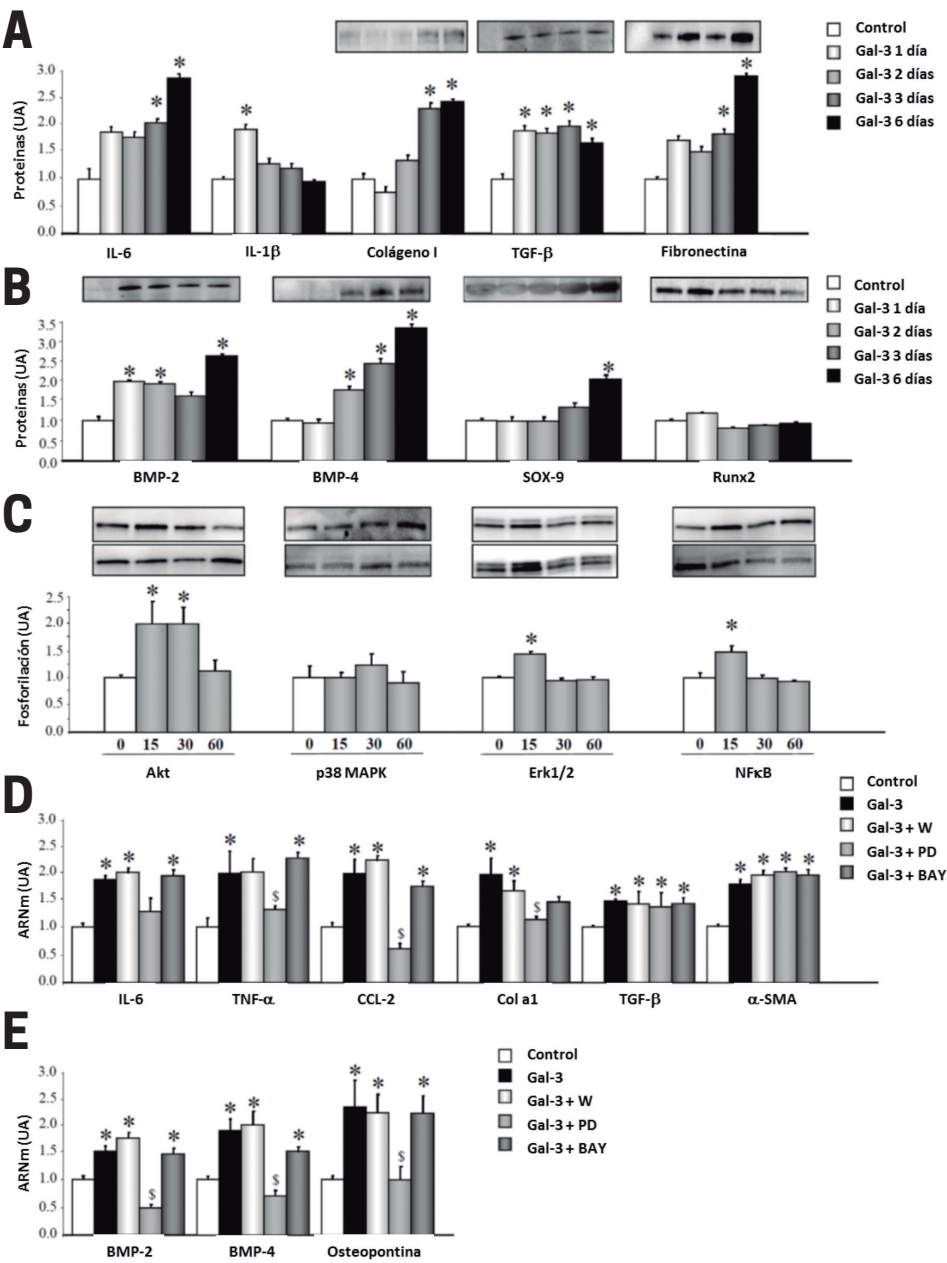 A
Control
Gal-3 1 día
Gal-3 2 días
Gal-3 3 días
Gal-3 6 días
Proteínas (UA)
3.0
2.5
2.0
1.5
1.0
0.5
0.0
* * * * * * * * * * *
IL-6 IL-1β Colágeno I TGF-β Fibronectina
B
Control
Gal-3 1 día
Gal-3 2 días
Gal-3 3 días
Gal-3 6 días
Proteínas (UA)
3.5
3.0
2.5
2.0
1.5
1.0
0.5
0.0
* * * * * * *
BMP-2 BMP-4 SOX-9 Runx2
C
Fosforilación (UA)
2.5
2.0
1.5
1.0
0.5
0.0
* * * *
0 15 30 60 0 15 30 60 0 15 30 60 0 15 30 60
Akt p38 MAPK Erk1/2 NFκB
D
Control
Gal-3
Gal-3 + W
Gal-3 + PD
Gal-3 + BAY
ARNm (UA)
3.0
2.5
2.0
1.5
1.0
0.5
0.0
* * * * $ * * * $ * * * $ * * * * * * * *
IL-6 TNF-α CCL-2 Col a1 TGF-β α-SMA
E
Control
Gal-3
Gal-3 + W
Gal-3 + PD
Gal-3 + BAY
ARNm (UA)
3.0
2.5
2.0
1.5
1.0
0.5
0.0
* * $ * * * $ * * * $ *
BMP-2 BMP-4 Osteopontina